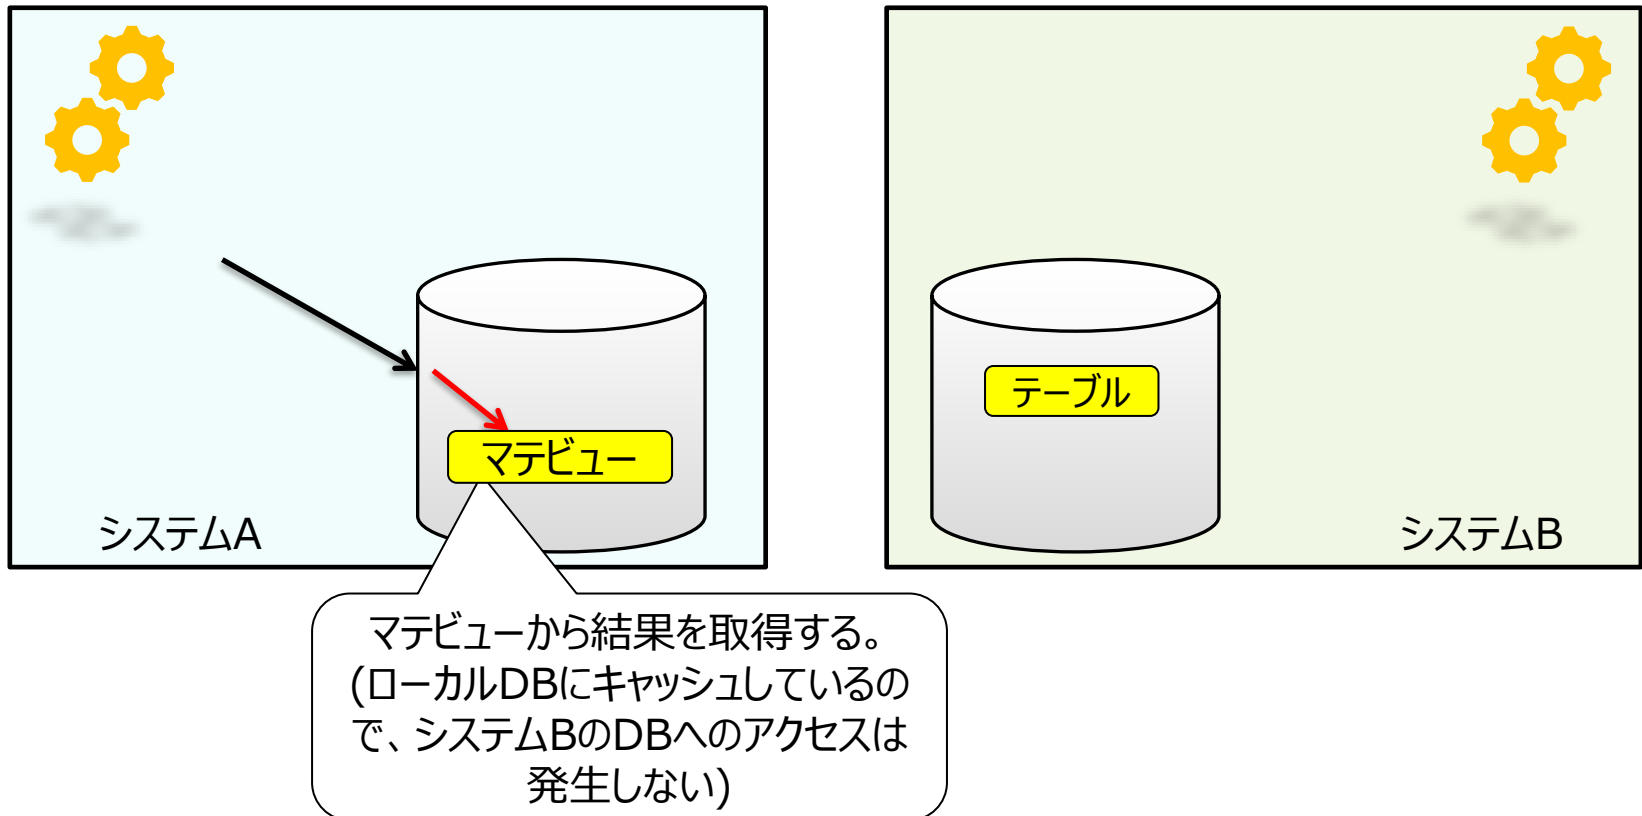 テーブル
マテビュー
システムA
システムB
マテビューから結果を取得する。
(ローカルDBにキャッシュしているの
で、システムBのDBへのアクセスは
発生しない)